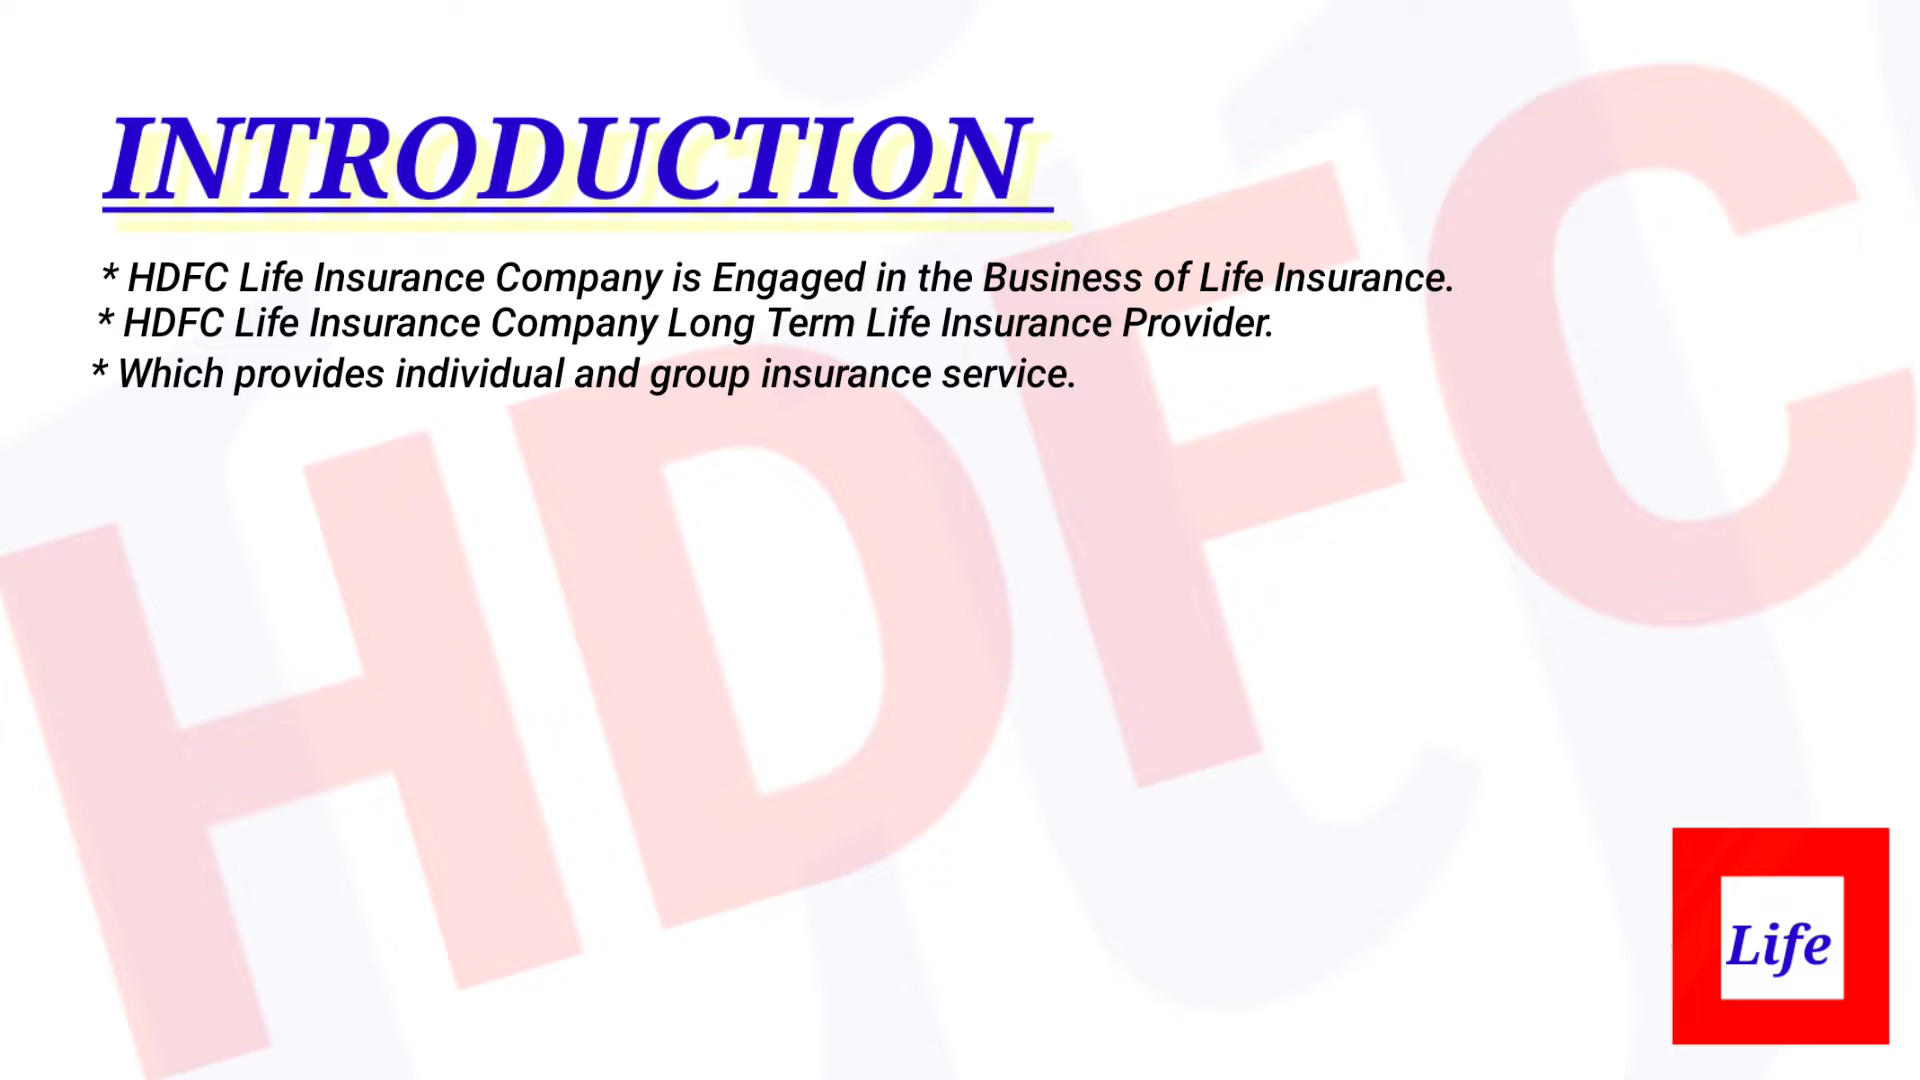 INTRODUCTION
* HDFC Life Insurance Company is Engaged in the Business of Life Insurance.
* HDFC Life Insurance Company Long Term Life Insurance Provider.
* Which provides individual and group insurance service.
HDFC
Life